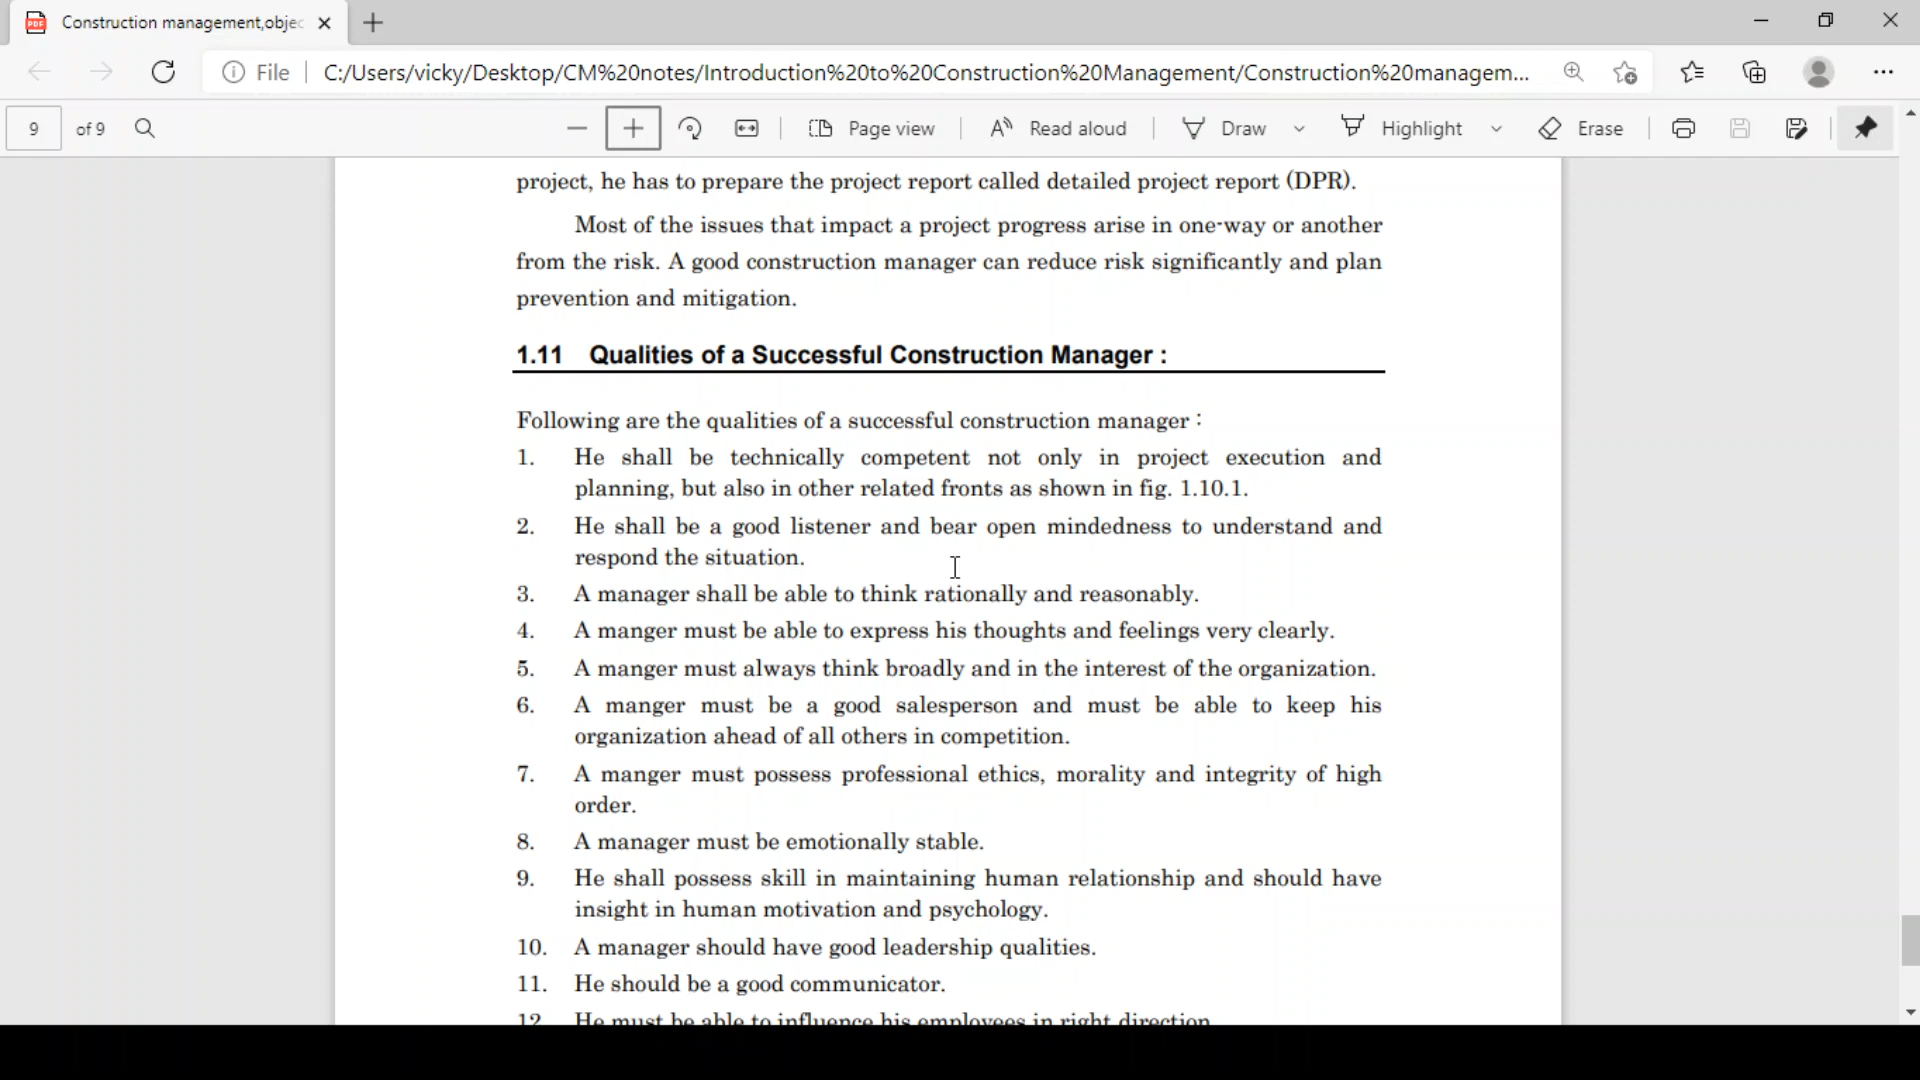 Construction management,objec
File
C:/Users/vicky/Desktop/CM%20notes/Introduction%20to%20Construction%20Management/Construction%20managem...
9 of 9
Page view
Read aloud
Draw
Highlight
Erase
project, he has to prepare the project report called detailed project report (DPR).
Most of the issues that impact a project progress arise in one-way or another
from the risk. A good construction manager can reduce risk significantly and plan
prevention and mitigation.
1.11 Qualities of a Successful Construction Manager :
Following are the qualities of a successful construction manager :
1. He shall be technically competent not only in project execution and
planning, but also in other related fronts as shown in fig. 1.10.1.
2. He shall be a good listener and bear open mindedness to understand and
respond the situation.
3. A manager shall be able to think rationally and reasonably.
4. A manger must be able to express his thoughts and feelings very clearly.
5. A manger must always think broadly and in the interest of the organization.
6. A manger must be a good salesperson and must be able to keep his
organization ahead of all others in competition.
7. A manger must possess professional ethics, morality and integrity of high
order.
8. A manager must be emotionally stable.
9. He shall possess skill in maintaining human relationship and should have
insight in human motivation and psychology.
10. A manager should have good leadership qualities.
11. He should be a good communicator.
12. He must be able to influence his employees in right direction.